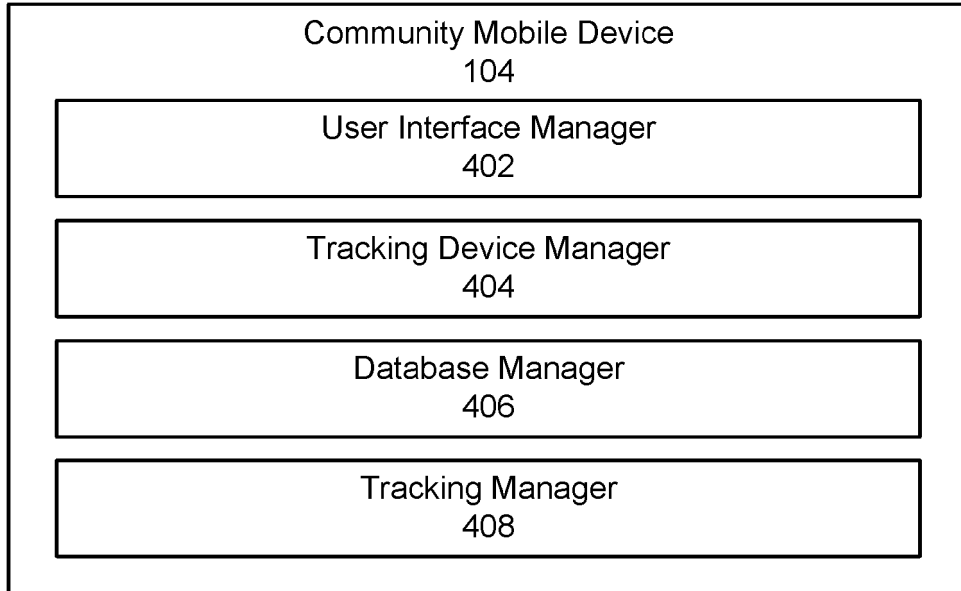 Community Mobile Device
104
User Interface Manager
402
Tracking Device Manager
404
Database Manager
406
Tracking Manager
408